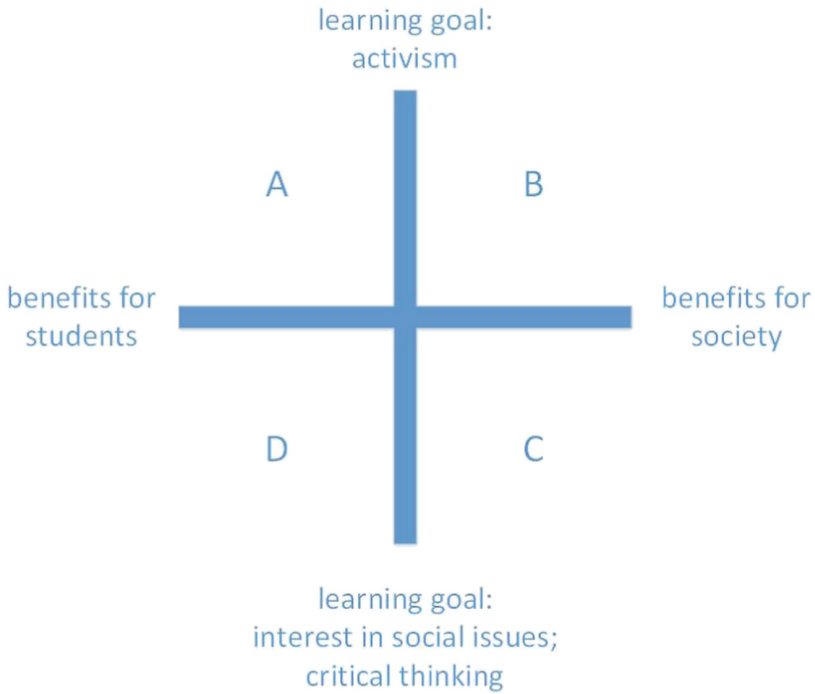 learning goal:
activism
A
B
benefits for
students
benefits for
society
D
C
learning goal:
interest in social issues;
critical thinking